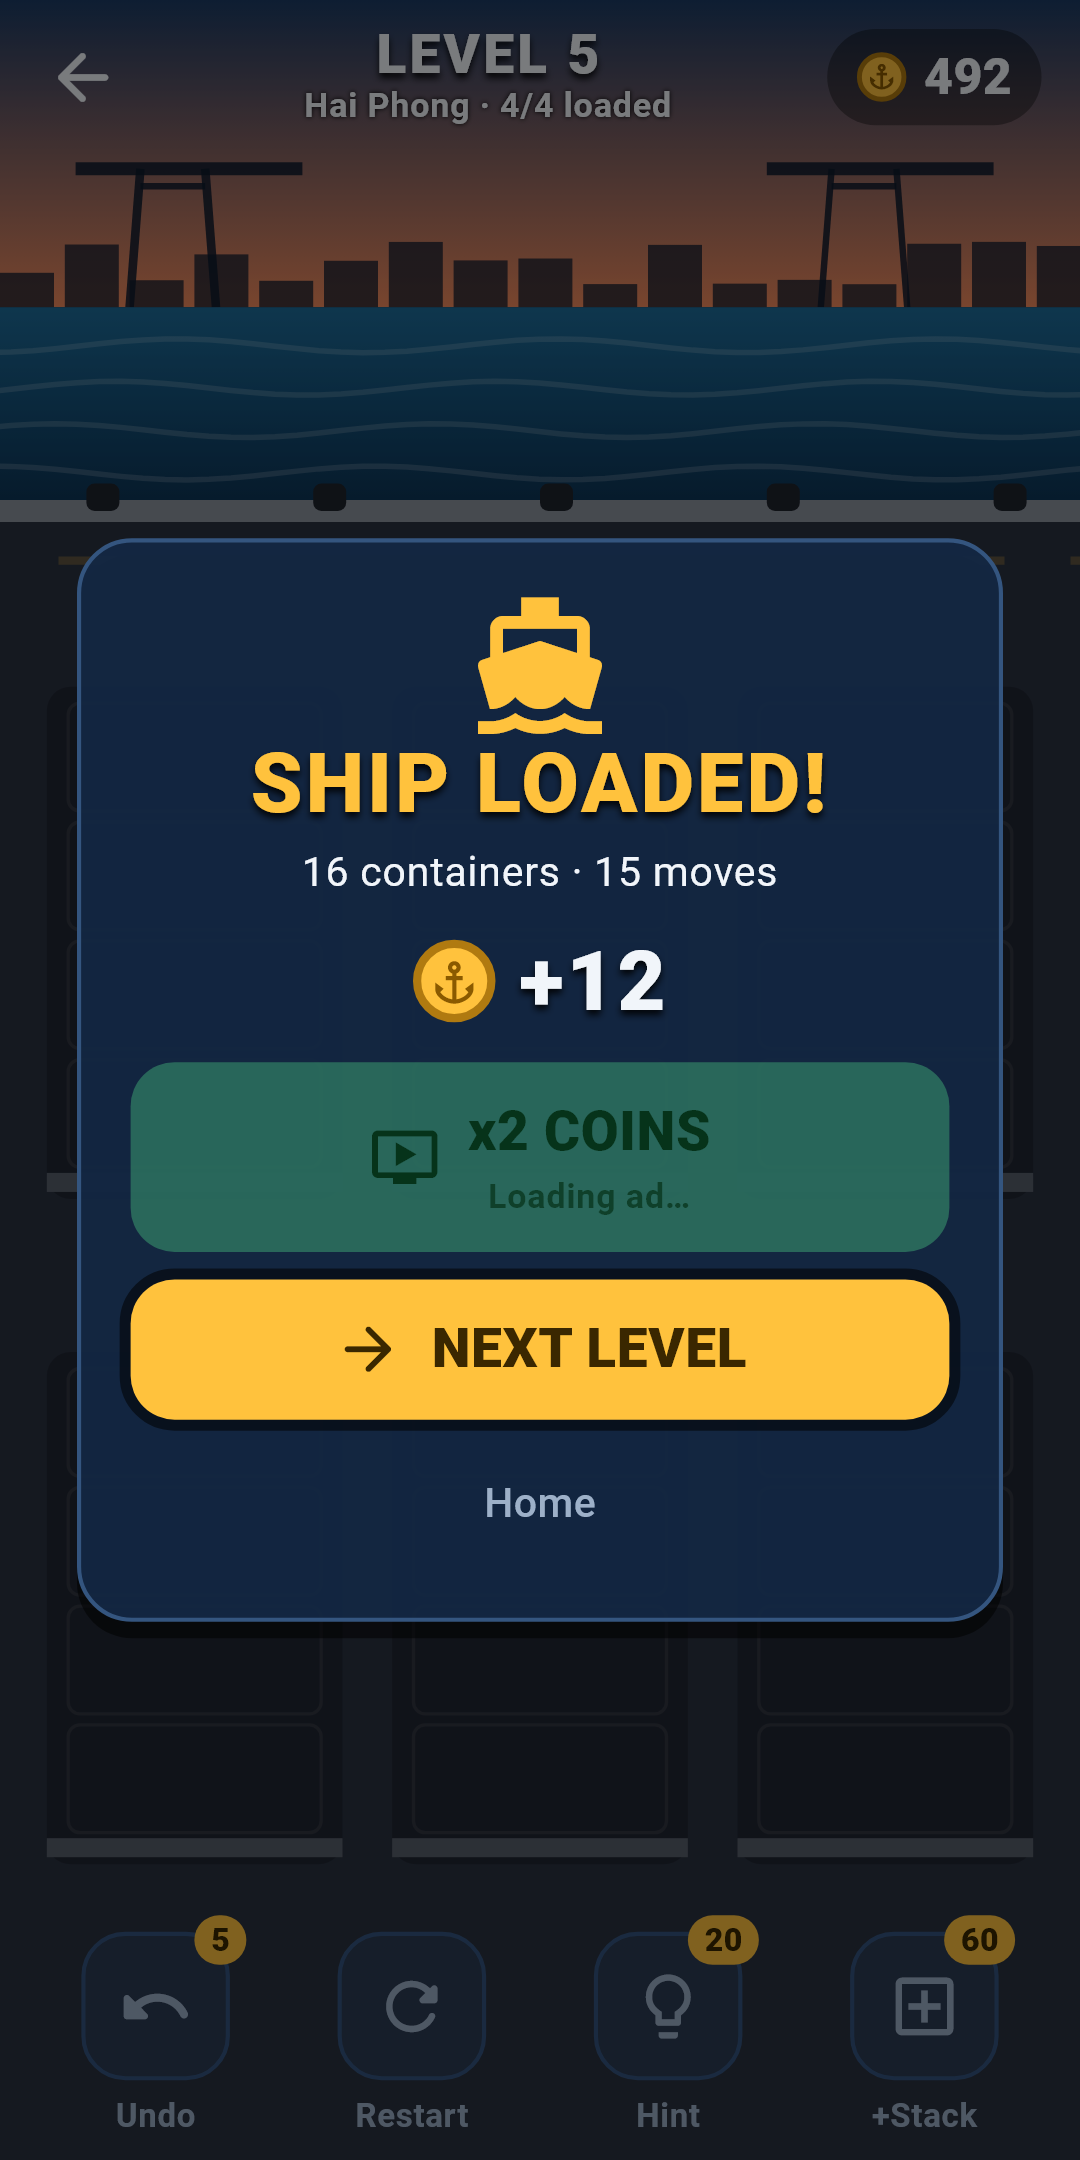 LEVEL 5
Hai Phong · 4/4 loaded
492
SHIP LOADED!
16 containers · 15 moves
+12
x2 COINS
Loading ad...
NEXT LEVEL
Home
5
20
60
Undo
Restart
Hint
+Stack